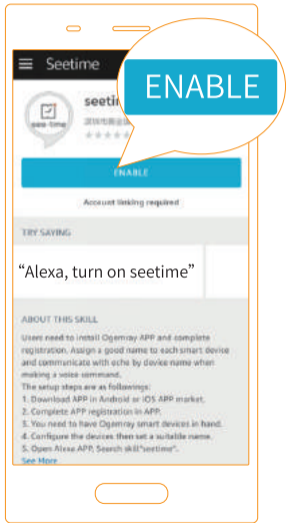 Seetime
ENABLE
seetim
see-time
ENABLE
Account linking required
TRY SAYING
“Alexa, turn on seetime”
ABOUT THIS SKILL
Users need to install Ogemray APP and complete
registration. Assign a good name to each smart device
and communicate with echo by device name when
making a voice command.
The setup steps are as followings:
1. Download APP in Android or iOS APP market.
2. Complete APP registration in APP.
3. You need to have Ogemray smart devices in hand.
4. Configure the devices then set a suitable name.
5. Open Alexa APP, Search skill"seetime".
See More